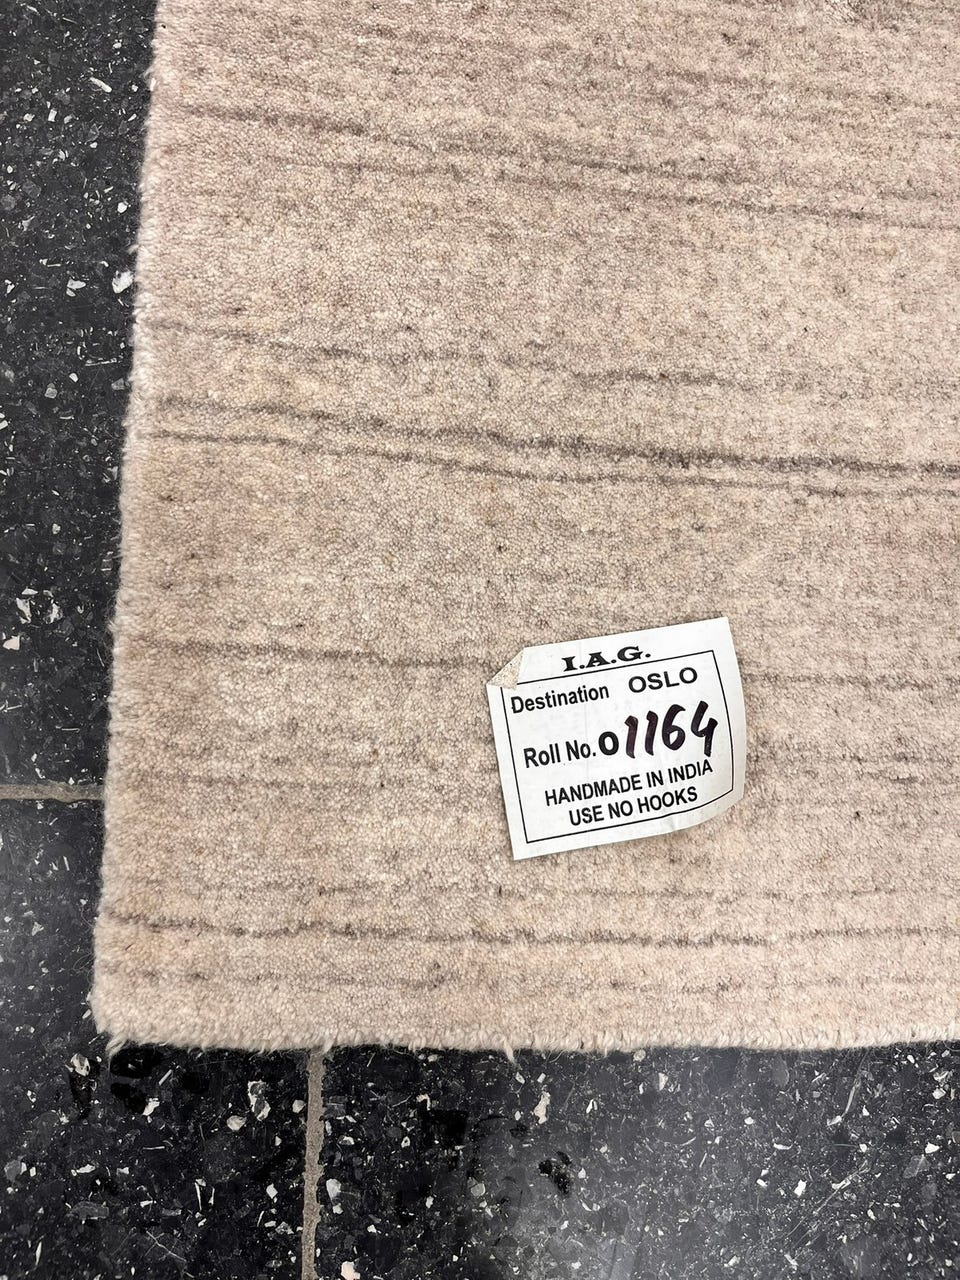 I.A.G.
Destination OSLO
Roll No. 01164
HANDMADE IN INDIA
USE NO HOOKS